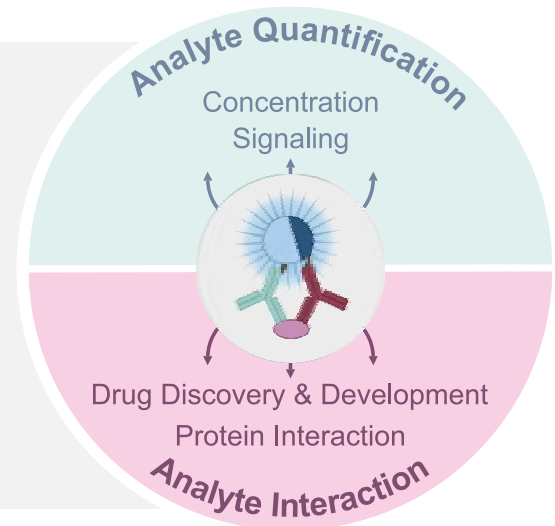 Analyte Quantification
Concentration
Signaling
Drug Discovery & Development
Protein Interaction
Analyte Interaction